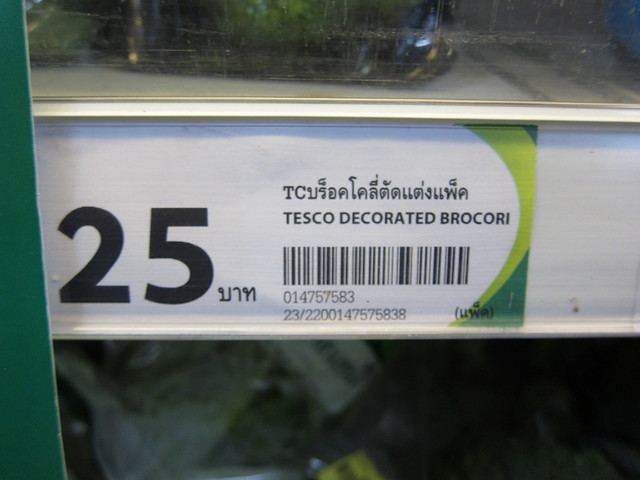 TCบร็อคโคลี่ตัดแต่งแพ็ค
TESCO DECORATED BROCORI
25 บาท
014757583
23/2200147575838 (แพ็ค)